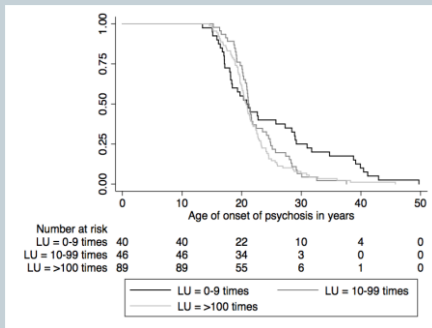 1.00
0.75
0.50
0.25
0.00
0 10 20 30 40 50
Age of onset of psychosis in years
Number at risk
LU = 0-9 times 40 40 22 10 4 0
LU = 10-99 times 46 46 34 3 0 0
LU = >100 times 89 89 55 6 1 0
LU = 0-9 times LU = 10-99 times
LU = >100 times